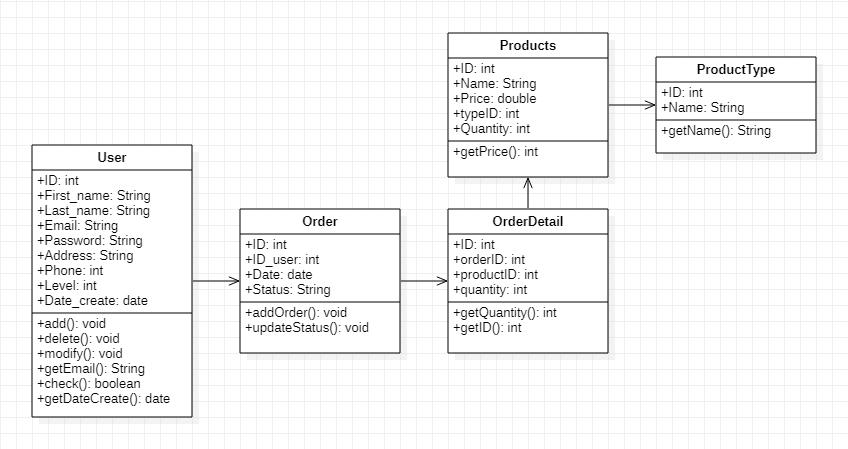 Products
+ID: int
+Name: String
+Price: double
+typeID: int
+Quantity: int
+getPrice(): int
ProductType
+ID: int
+Name: String
+getName(): String
User
+ID: int
+First_name: String
+Last_name: String
+Email: String
+Password: String
+Address: String
+Phone: int
+Level: int
+Date_create: date
+add(): void
+delete(): void
+modify(): void
+getEmail(): String
+check(): boolean
+getDateCreate(): date
Order
+ID: int
+ID_user: int
+Date: date
+Status: String
+addOrder(): void
+updateStatus(): void
OrderDetail
+ID: int
+orderID: int
+productID: int
+quantity: int
+getQuantity(): int
+getID(): int